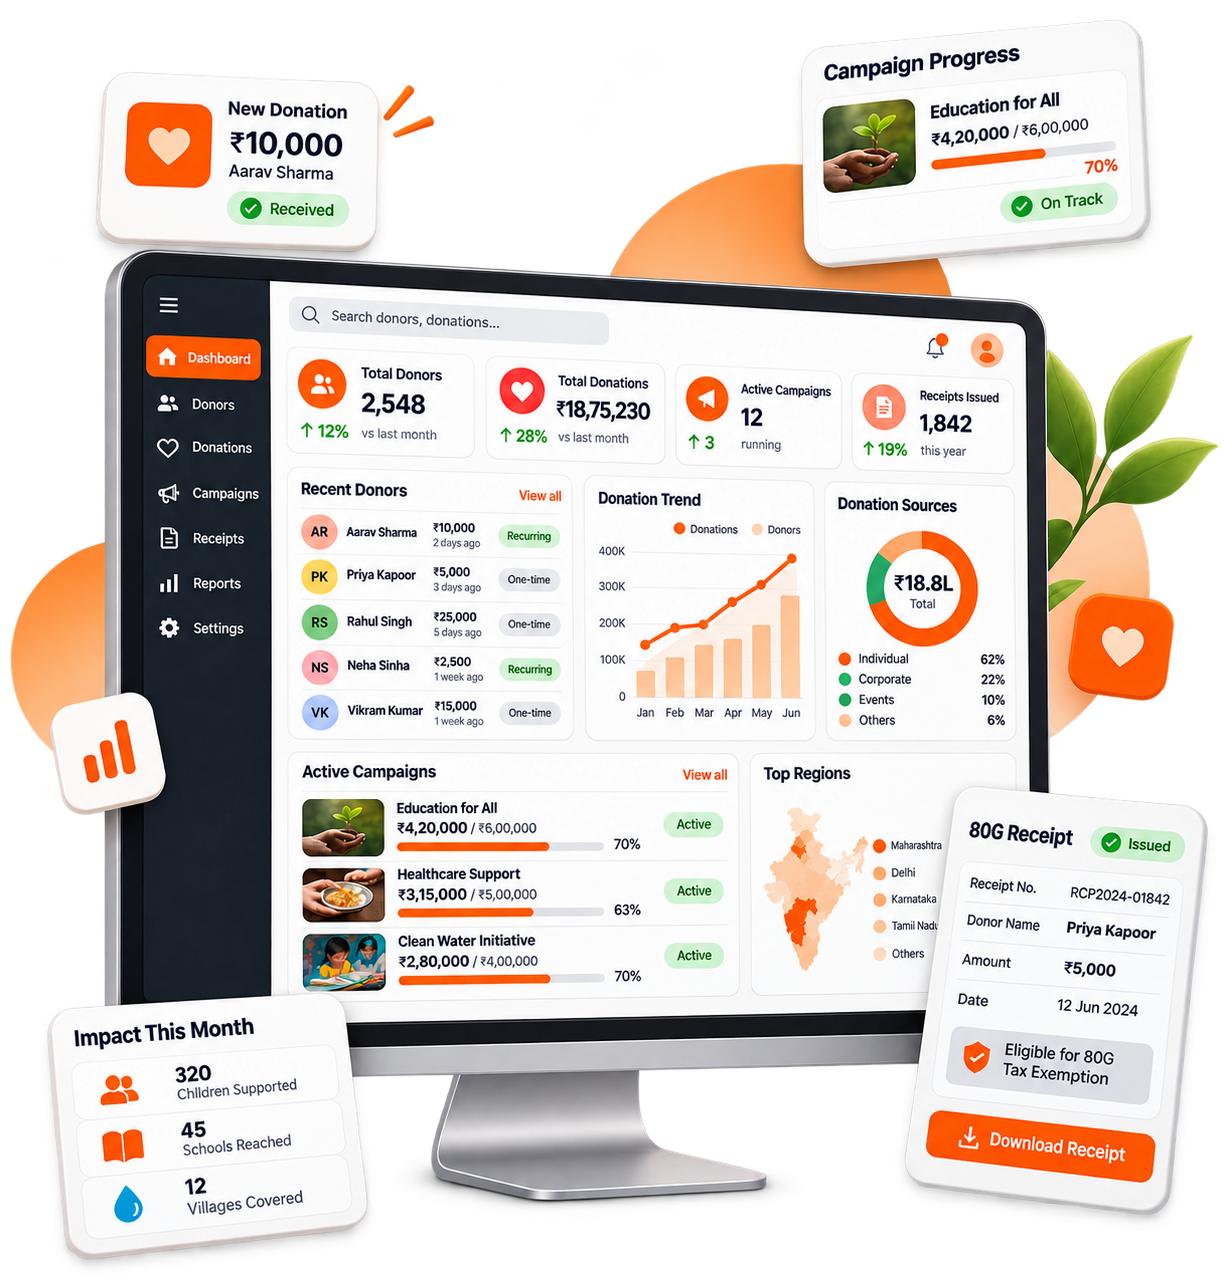 New Donation
₹10,000
Aarav Sharma
Received
Campaign Progress
Education for All
₹4,20,000 / ₹6,00,000
70%
On Track
Search donors, donations...
Dashboard
Donors
Donations
Campaigns
Receipts
Reports
Settings
Total Donors
2,548
↑ 12% vs last month
Total Donations
₹18,75,230
↑ 28% vs last month
Active Campaigns
12
↑ 3 running
Receipts Issued
1,842
↑ 19% this year
Recent Donors
View all
AR Aarav Sharma ₹10,000 Recurring
2 days ago
PK Priya Kapoor ₹5,000 One-time
3 days ago
RS Rahul Singh ₹25,000 One-time
5 days ago
NS Neha Sinha ₹2,500 Recurring
1 week ago
VK Vikram Kumar ₹15,000 One-time
1 week ago
Donation Trend
Donations Donors
400K
300K
200K
100K
0
Jan Feb Mar Apr May Jun
Donation Sources
₹18.8L
Total
Individual 62%
Corporate 22%
Events 10%
Others 6%
Active Campaigns
View all
Education for All
₹4,20,000 / ₹6,00,000
70%
Active
Healthcare Support
₹3,15,000 / ₹5,00,000
63%
Active
Clean Water Initiative
₹2,80,000 / ₹4,00,000
70%
Active
Top Regions
Maharashtra
Delhi
Karnataka
Tamil Nadu
Others
80G Receipt
Issued
Receipt No. RCP2024-01842
Donor Name Priya Kapoor
Amount ₹5,000
Date 12 Jun 2024
Eligible for 80G
Tax Exemption
Download Receipt
Impact This Month
320
Children Supported
45
Schools Reached
12
Villages Covered